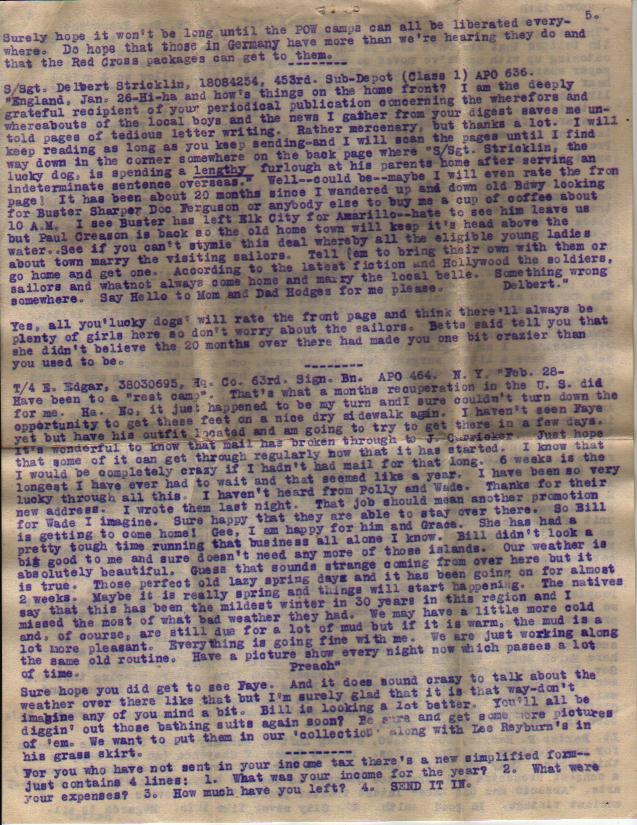 5.
Surely hope it won't be long until the POW camps can all be liberated every-
where. Do hope that those in Germany have more than we're hearing they do and
that the Red Cross packages can get to them.
S/Sgt. Delbert Stricklin, 18084254, 453rd. Sub-Depot (Class 1) APO 636.
"England, Jan. 26-Hi-ha and how's things on the home front? I am the deeply
grateful recipient of your periodical publication concerning the wherefors and
whereabouts of the local boys and the news I gather from your digest saves me un-
told pages of tedious letter writing. Rather mercenary, but thanks a lot. I will
keep reading as long as you keep sending-and I will scan the pages until I find
way down in the corner somewhere on the back page where "S/Sgt. Stricklin, the
lucky dog, is spending a lengthy furlough at his parents home after serving an
indeterminate sentence overseas." Well--could be--maybe I will even rate the fron
page! It has been about 20 months since I wandered up and down old Bdwy looking
for Buster Sharpe, Doc Ferguson or anybody else to buy me a cup of coffee about
10 A.M. I see Buster has left Elk City for Amarillo--hate to see him leave us
but Paul Creason is back so the old home town will keep it's head above the
water. See if you can't stymie this deal whereby all the eligible young ladies
about town marry the visiting sailors. Tell 'em to bring their own with them or
go home and get one. According to the latest fiction and Hollywood the soldiers,
sailors and whatnot always come home and marry the local belle. Something wrong
somewhere. Say Hello to Mom and Dad Hodges for me please. Delbert."
Yes, all you'lucky dogs' will rate the front page and think there'll always be
plenty of girls here so don't worry about the sailors. Betts said tell you that
she didn't believe the 20 months over there had made you one bit crazier than
you used to be.
---------
T/4 E. Edgar, 38030695, Hq. Co. 63rd. Sign. Bn. APO 464. N. Y. "Feb. 28-
Have been to a "rest camp". That's what a months recuperation in the U. S. did
for me. Ha. No, it just happened to be my turn and I sure couldn't turn down the
opportunity to get these feet on a nice dry sidewalk again. I haven't seen Faye
yet but have his outfit located and am going to try to get there in a few days.
It's wonderful to know that mail has broken through to J. Curricker. Just hope
that some of it can get through regularly now that it has started. I know that
I would be completely crazy if I hadn't had mail for that long. 6 weeks is the
longest I have ever had to wait and that seemed like a year. I have been so very
lucky through all this. I haven't heard from Polly and Wade. Thanks for their
new address. I wrote them last night. That job should mean another promotion
for Wade I imagine. Sure happy that they are able to stay over there. So Bill
is getting to come home! Gee, I am happy for him and Grace. She has had a
pretty tough time running that business all alone I know. Bill didn't look a
big good to me and sure doesn't need any more of those islands. Our weather is
absolutely beautiful. Guess that sounds strange coming from over here but it
is true. Those perfect old lazy spring days and it has been going on for almost
2 weeks. Maybe it is really spring and things will start happening. The natives
say that this has been the mildest winter in 30 years in this region and I
missed the most of what bad weather they had. We may have a little more cold
and, of course, are still due for a lot of mud but if it is warm, the mud is a
lot more pleasant. Everything is going fine with me. We are just working along
the same old routine. Have a picture show every night now which passes a lot
of time. Preach"
Sure hope you did get to see Faye. And it does sound crazy to talk about the
weather over there like that but I'm surely glad that it is that way-don't
imagine any of you mind a bit. Bill is looking a lot better. You'll all be
diggin' out those bathing suits again soon? Be sure and get some more pictures
of 'em. We want to put them in our 'collection' along with Lee Rayburn's in
his grass skirt.
----------
For you who have not sent in your income tax there's a new simplified form--
just contains 4 lines: 1. What was your income for the year? 2. What were
your expenses? 3. How much have you left? 4. SEND IT IN.